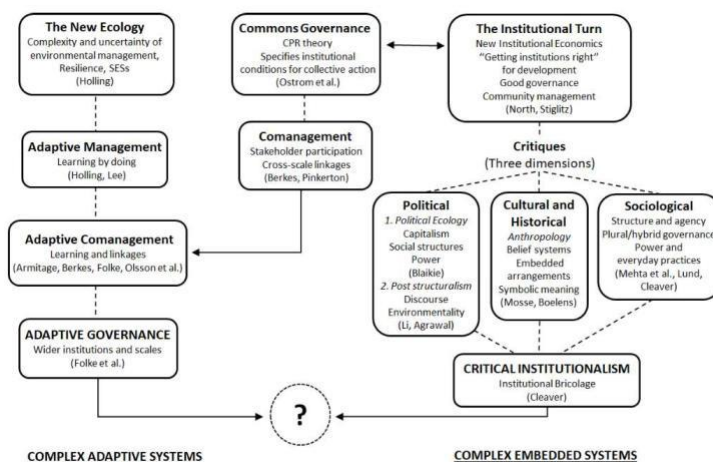 The New Ecology
Complexity and uncertainty of
environmental management,
Resilience, SESs
(Holling)
Adaptive Management
Learning by doing
(Holling, Lee)
Adaptive Comanagement
Learning and linkages
(Armitage, Berkes, Folke, Olsson et al.)
ADAPTIVE GOVERNANCE
Wider institutions and scales
(Folke et al.)
Commons Governance
CPR theory
Specifies institutional
conditions for collective action
(Ostrom et al.)
Comanagement
Stakeholder participation
Cross-scale linkages
(Berkes, Pinkerton)
The Institutional Turn
New Institutional Economics
"Getting institutions right"
for development
Good governance
Community management
(North, Stiglitz)
Critiques
(Three dimensions)
Political
1. Political Ecology
Capitalism
Social structures
Power
(Blaikie)
2. Post structuralism
Discourse
Environmentality
(Li, Agrawal)
Cultural and
Historical
Anthropology
Belief systems
Embedded
arrangements
Symbolic meaning
(Mosse, Boelens)
Sociological
Structure and agency
Plural/hybrid governance
Power and
everyday practices
(Mehta et al., Lund,
Cleaver)
CRITICAL INSTITUTIONALISM
Institutional Bricolage
(Cleaver)
?
COMPLEX ADAPTIVE SYSTEMS
COMPLEX EMBEDDED SYSTEMS